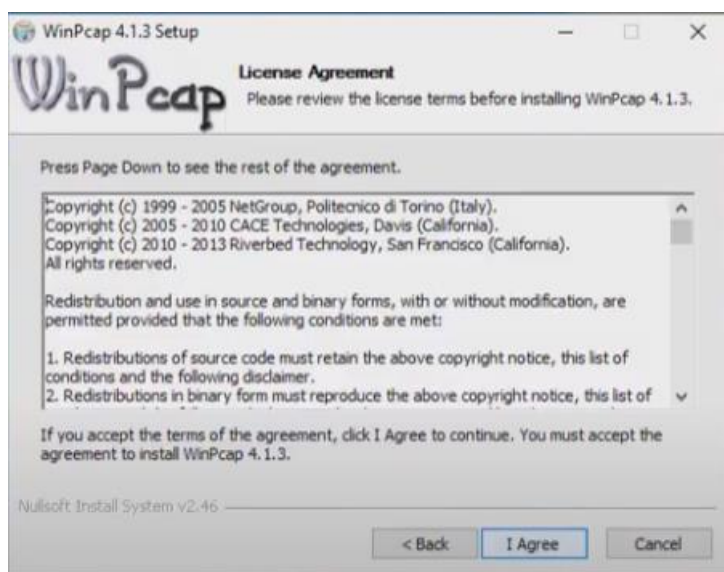 WinPcap 4.1.3 Setup
WinPcap
License Agreement
Please review the license terms before installing WinPcap 4.1.3.
Press Page Down to see the rest of the agreement.
Copyright (c) 1999 - 2005 NetGroup, Politecnico di Torino (Italy).
Copyright (c) 2005 - 2010 CACE Technologies, Davis (California).
Copyright (c) 2010 - 2013 Riverbed Technology, San Francisco (California).
All rights reserved.
Redistribution and use in source and binary forms, with or without modification, are
permitted provided that the following conditions are met:
1. Redistributions of source code must retain the above copyright notice, this list of
conditions and the following disclaimer.
2. Redistributions in binary form must reproduce the above copyright notice, this list of
If you accept the terms of the agreement, click I Agree to continue. You must accept the
agreement to install WinPcap 4.1.3.
Nullsoft Install System v2.46
< Back I Agree Cancel